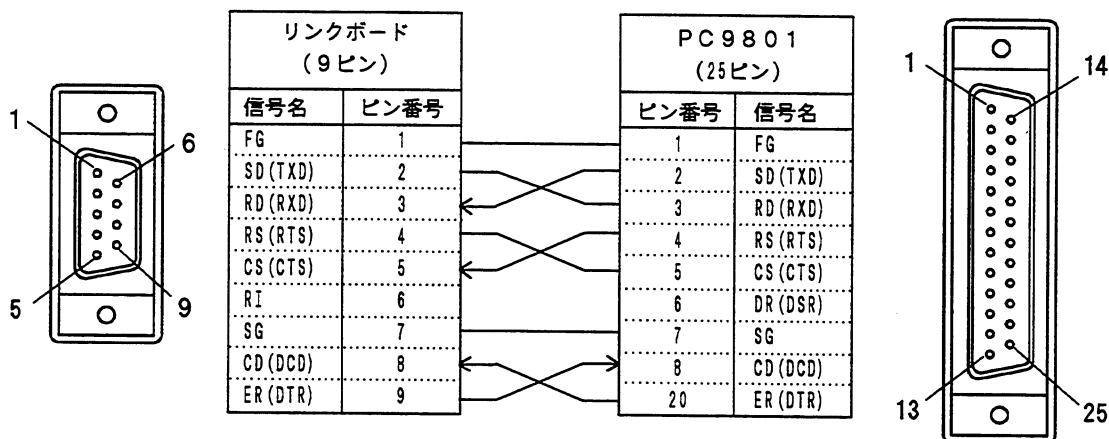 リンクボード
(9ピン)
信号名 ピン番号
FG 1
SD(TXD) 2
RD(RXD) 3
RS(RTS) 4
CS(CTS) 5
RI 6
SG 7
CD(DCD) 8
ER(DTR) 9
PC9801
(25ピン)
ピン番号 信号名
1 FG
2 SD(TXD)
3 RD(RXD)
4 RS(RTS)
5 CS(CTS)
6 DR(DSR)
7 SG
8 CD(DCD)
20 ER(DTR)
1
6
5
9
1
14
13
25